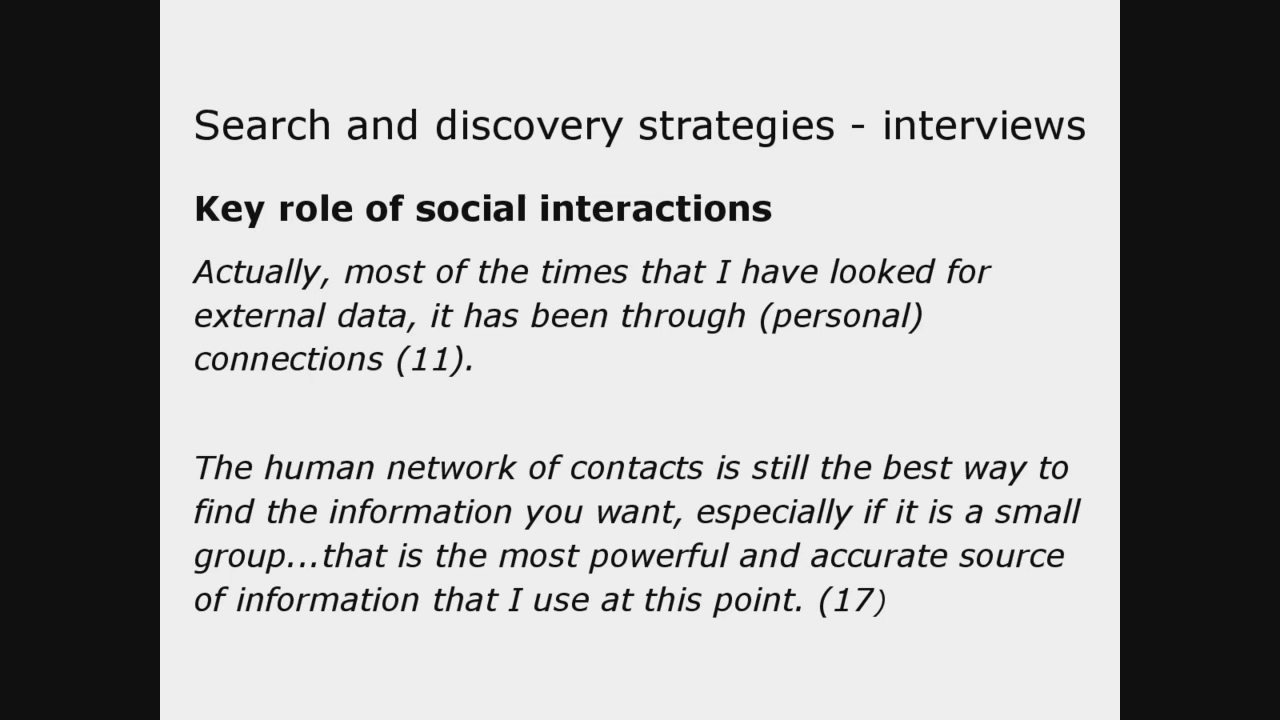 Search and discovery strategies - interviews
Key role of social interactions
Actually, most of the times that I have looked for
external data, it has been through (personal)
connections (11).
The human network of contacts is still the best way to
find the information you want, especially if it is a small
group...that is the most powerful and accurate source
of information that I use at this point. (17)